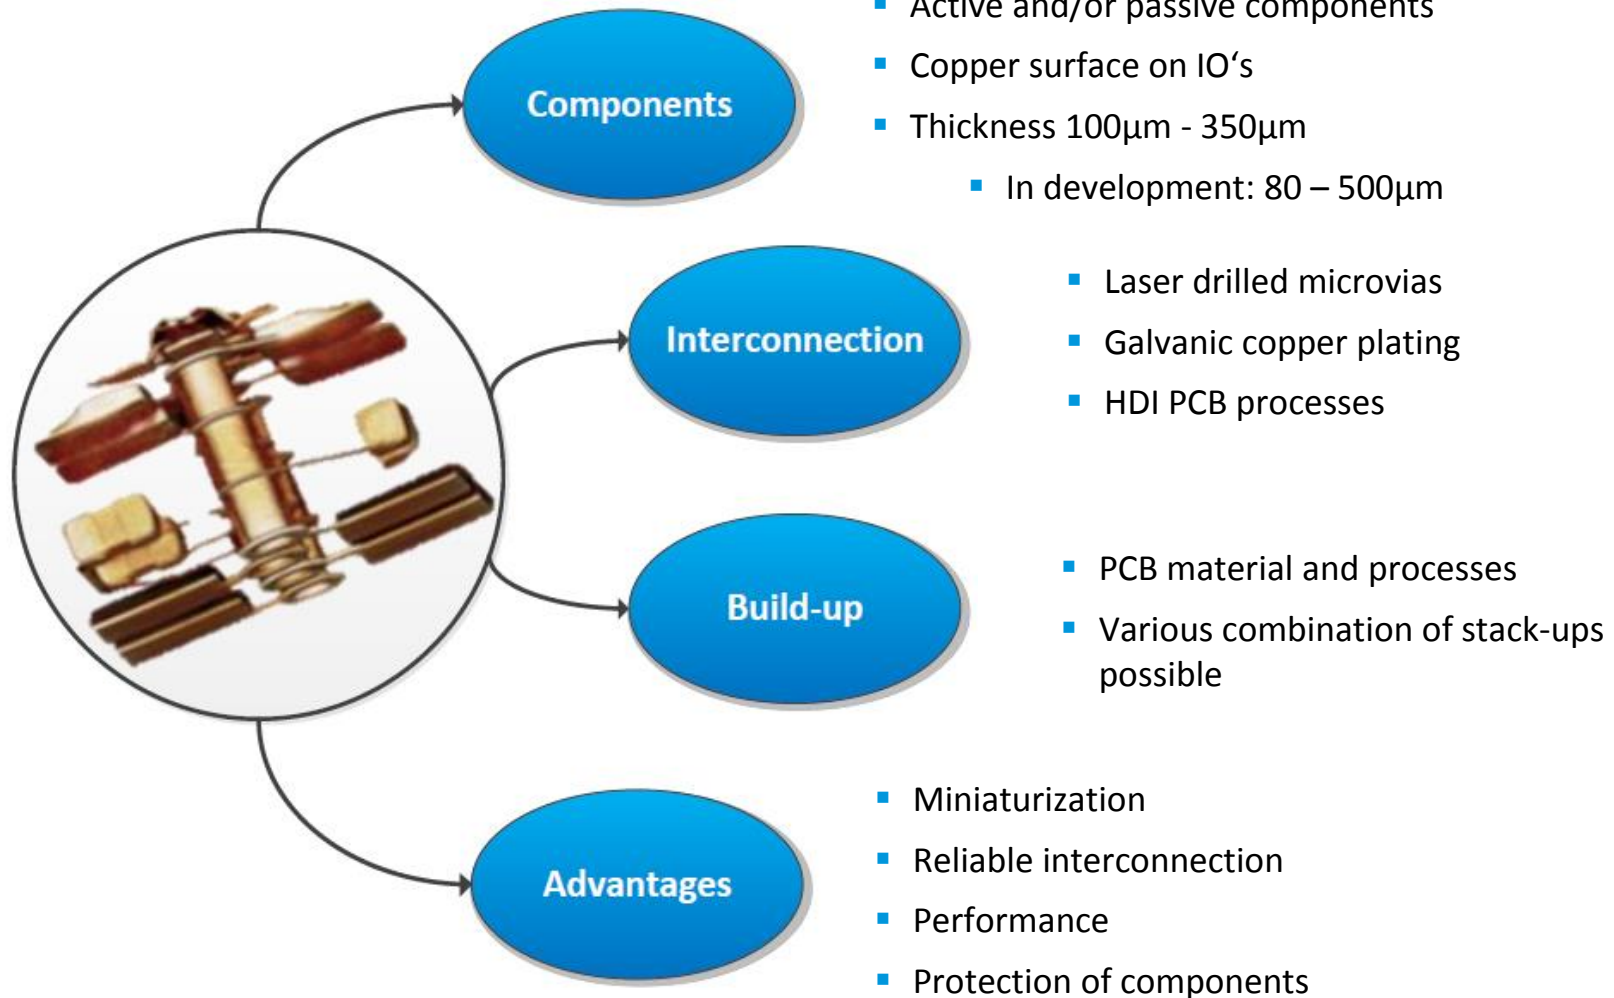 Active and/or passive components
Components
Copper surface on IO‘s
Thickness 100µm - 350µm
In development: 80 – 500µm
Interconnection
Laser drilled microvias
Galvanic copper plating
HDI PCB processes
Build-up
PCB material and processes
Various combination of stack-ups
possible
Advantages
Miniaturization
Reliable interconnection
Performance
Protection of components